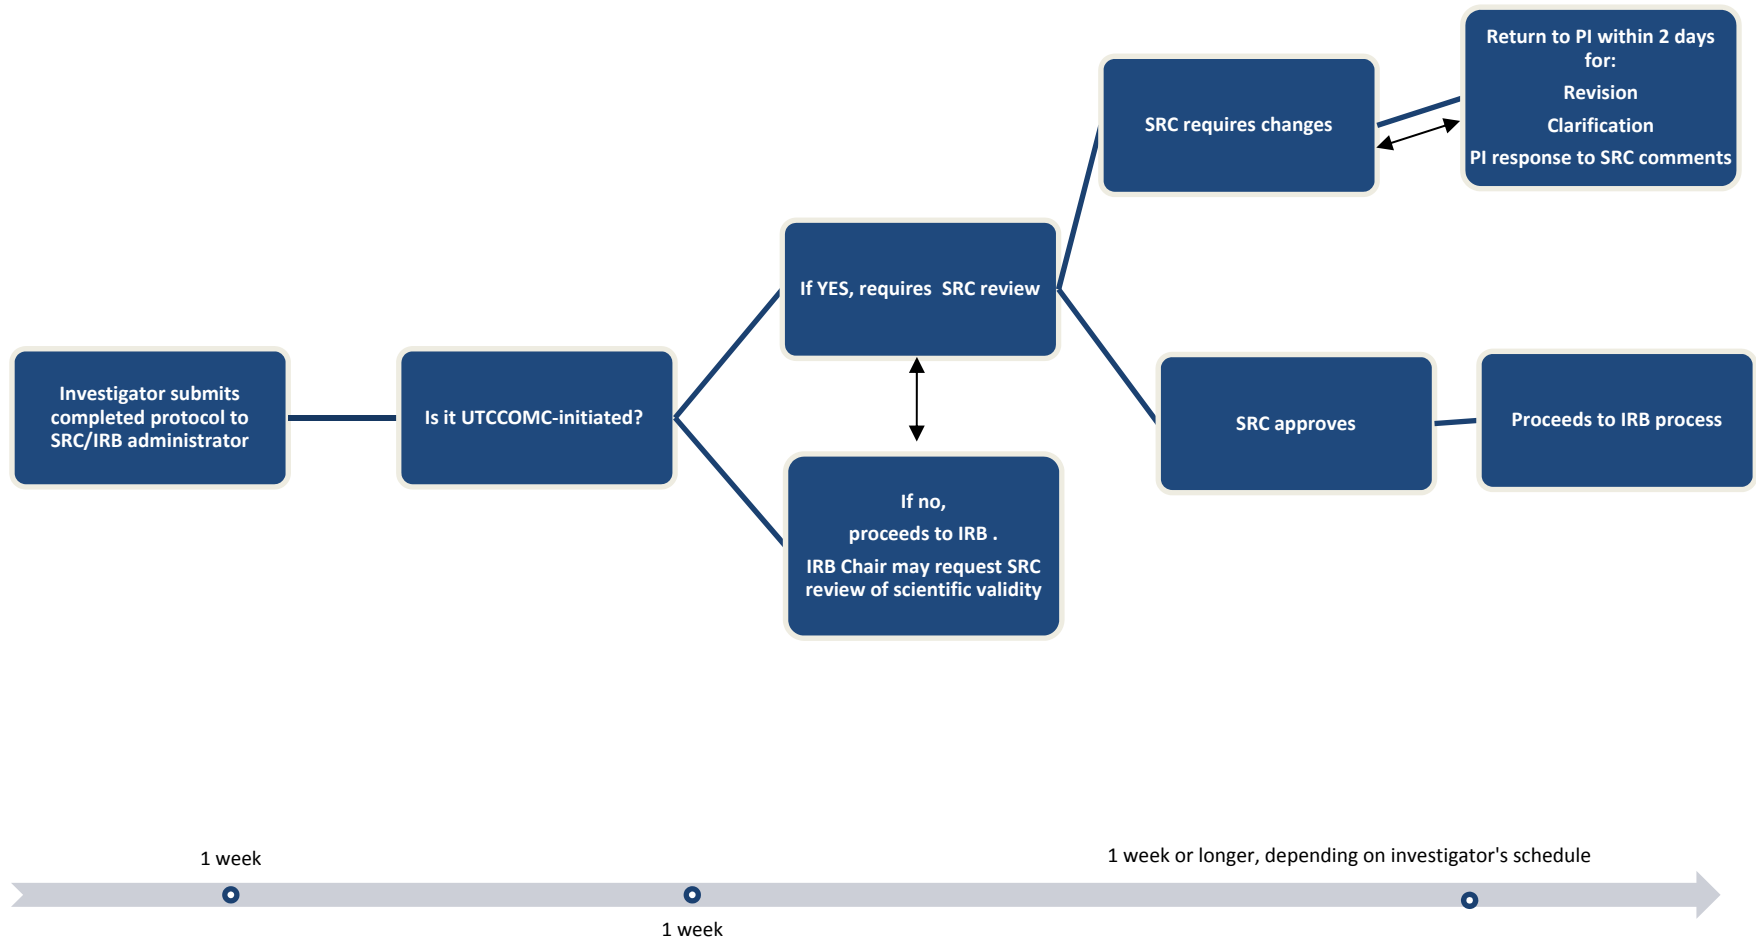 Investigator submits
completed protocol to
SRC/IRB administrator
Is it UTCCOMC-initiated?
If YES, requires  SRC review
If no,
proceeds to IRB .
IRB Chair may request SRC
review of scientific validity
SRC requires changes
Return to PI within 2 days
for:
Revision
Clarification
PI response to SRC comments
SRC approves
Proceeds to IRB process
1 week
1 week
1 week or longer, depending on investigator's schedule